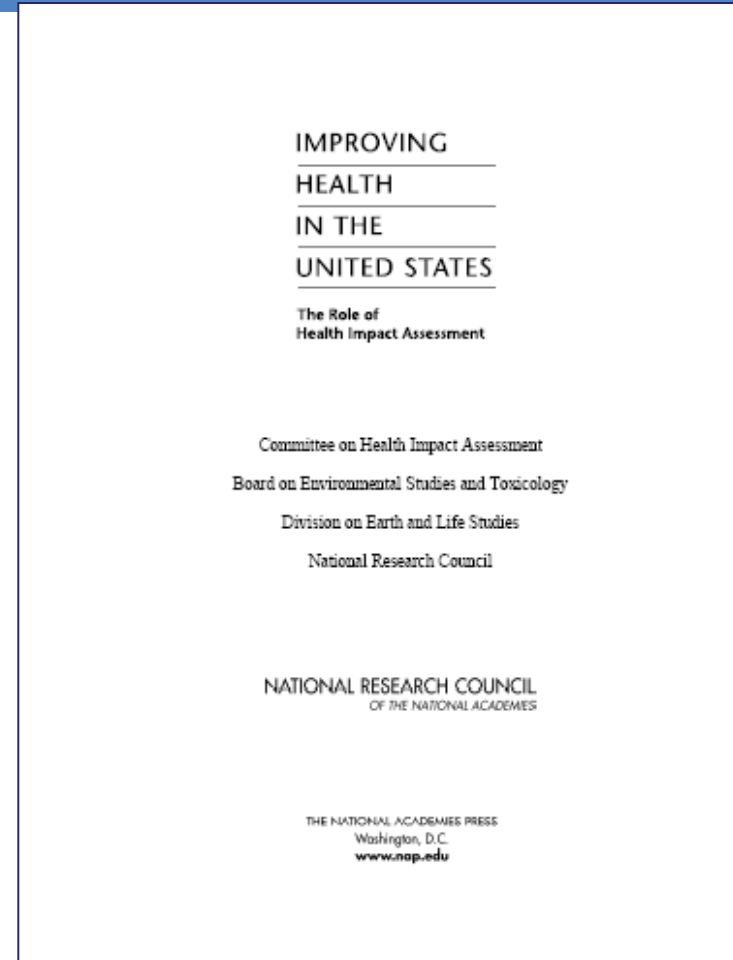 IMPROVING
HEALTH
IN THE
UNITED STATES
The Role of
Health Impact Assessment
Committee on Health Impact Assessment
Board on Environmental Studies and Toxicology
Division on Earth and Life Studies
National Research Council
NATIONAL RESEARCH COUNCIL
OF THE NATIONAL ACADEMIES
THE NATIONAL ACADEMIES PRESS
Washington, D.C.
www.nap.edu